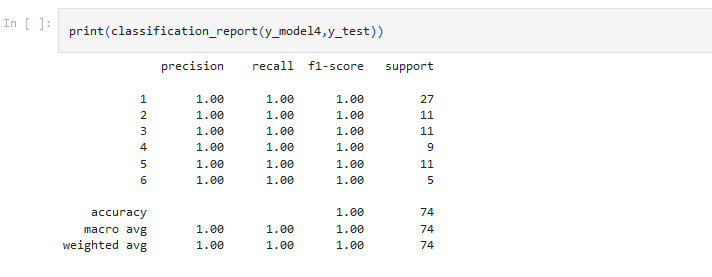 In [ ]:
print(classification_report(y_model4,y_test))
precision recall f1-score support
1 1.00 1.00 1.00 27
2 1.00 1.00 1.00 11
3 1.00 1.00 1.00 11
4 1.00 1.00 1.00 9
5 1.00 1.00 1.00 11
6 1.00 1.00 1.00 5
accuracy 1.00 74
macro avg 1.00 1.00 1.00 74
weighted avg 1.00 1.00 1.00 74